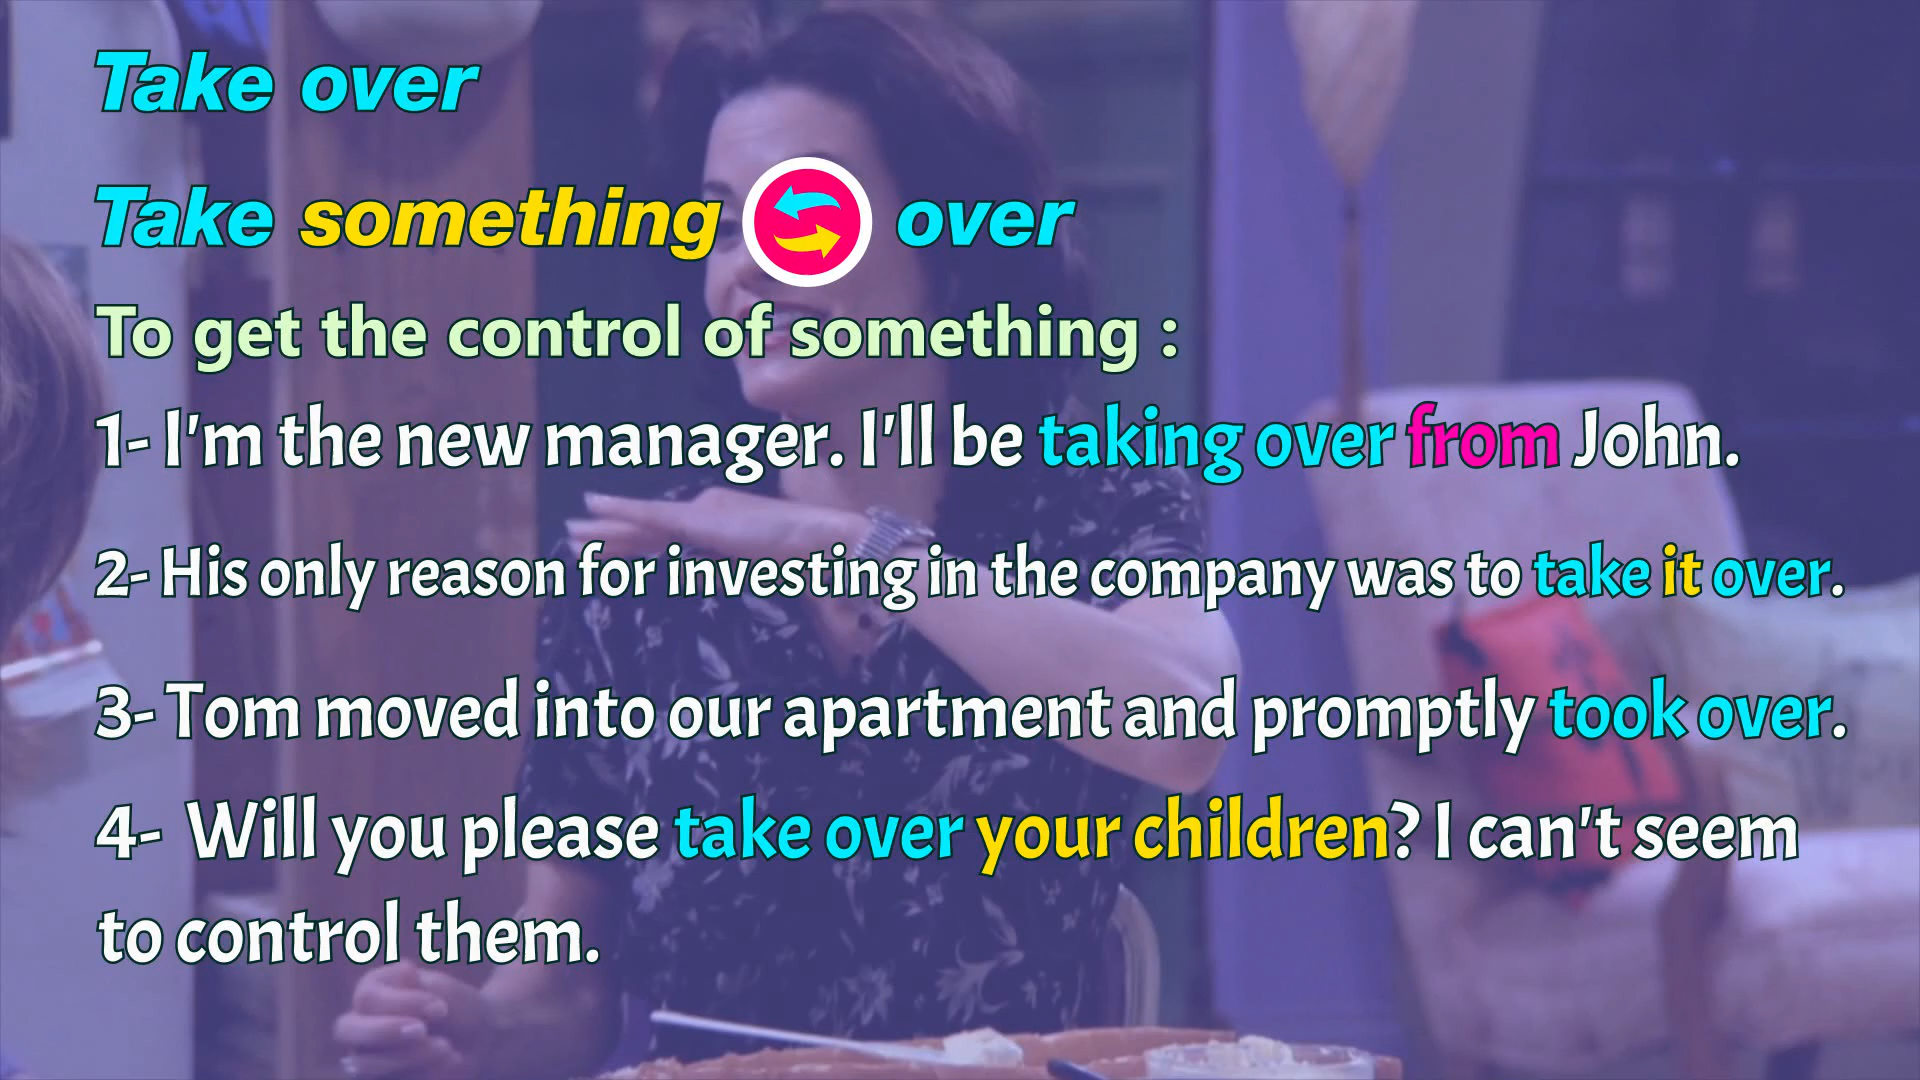 Take over
Take something over
To get the control of something :
1- I'm the new manager. I'll be taking over from John.
2- His only reason for investing in the company was to take it over.
3- Tom moved into our apartment and promptly took over.
4- Will you please take over your children? I can't seem
to control them.